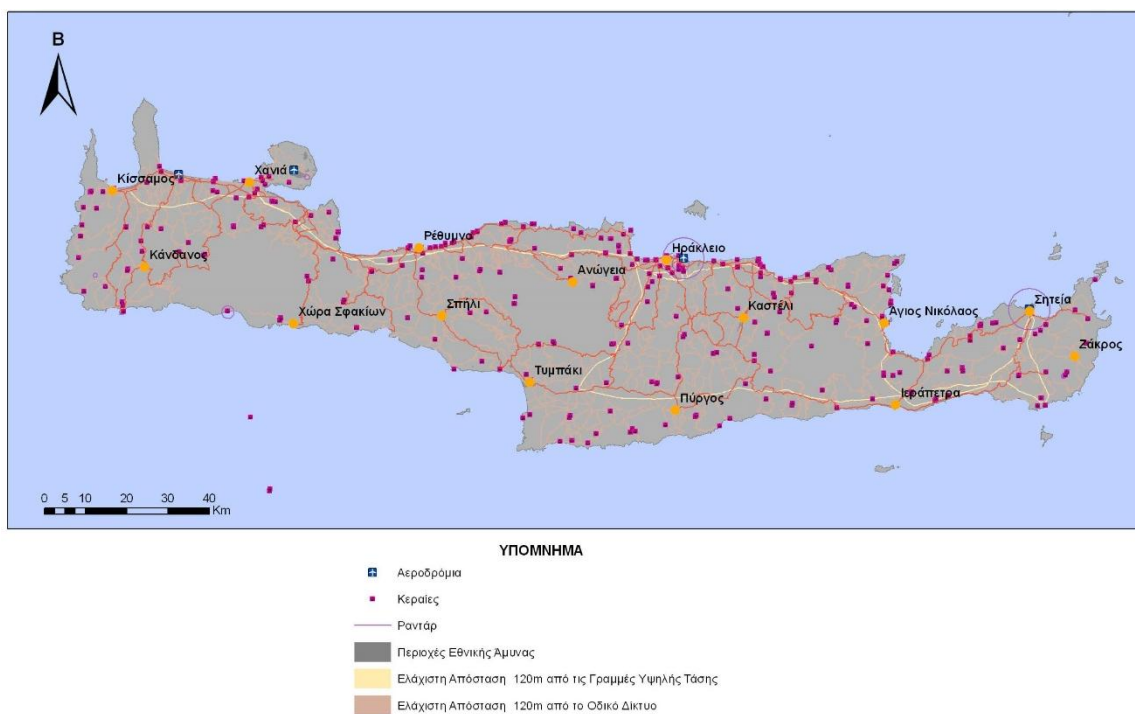 B
Κίσσαμος
Χανιά
Κάνδανος
Ρέθυμνο
Ηράκλειο
Ανώγεια
Χώρα Σφακίων
Σπήλι
Καστέλι
Άγιος Νικόλαος
Σητεία
Ζάκρος
Τυμπάκι
Πύργος
Ιεράπετρα
0 5 10 20 30 40
Km
ΥΠΟΜΝΗΜΑ
Αεροδρόμια
Κεραίες
Ραντάρ
Περιοχές Εθνικής Άμυνας
Ελάχιστη Απόσταση 120m από τις Γραμμές Υψηλής Τάσης
Ελάχιστη Απόσταση 120m από το Οδικό Δίκτυο